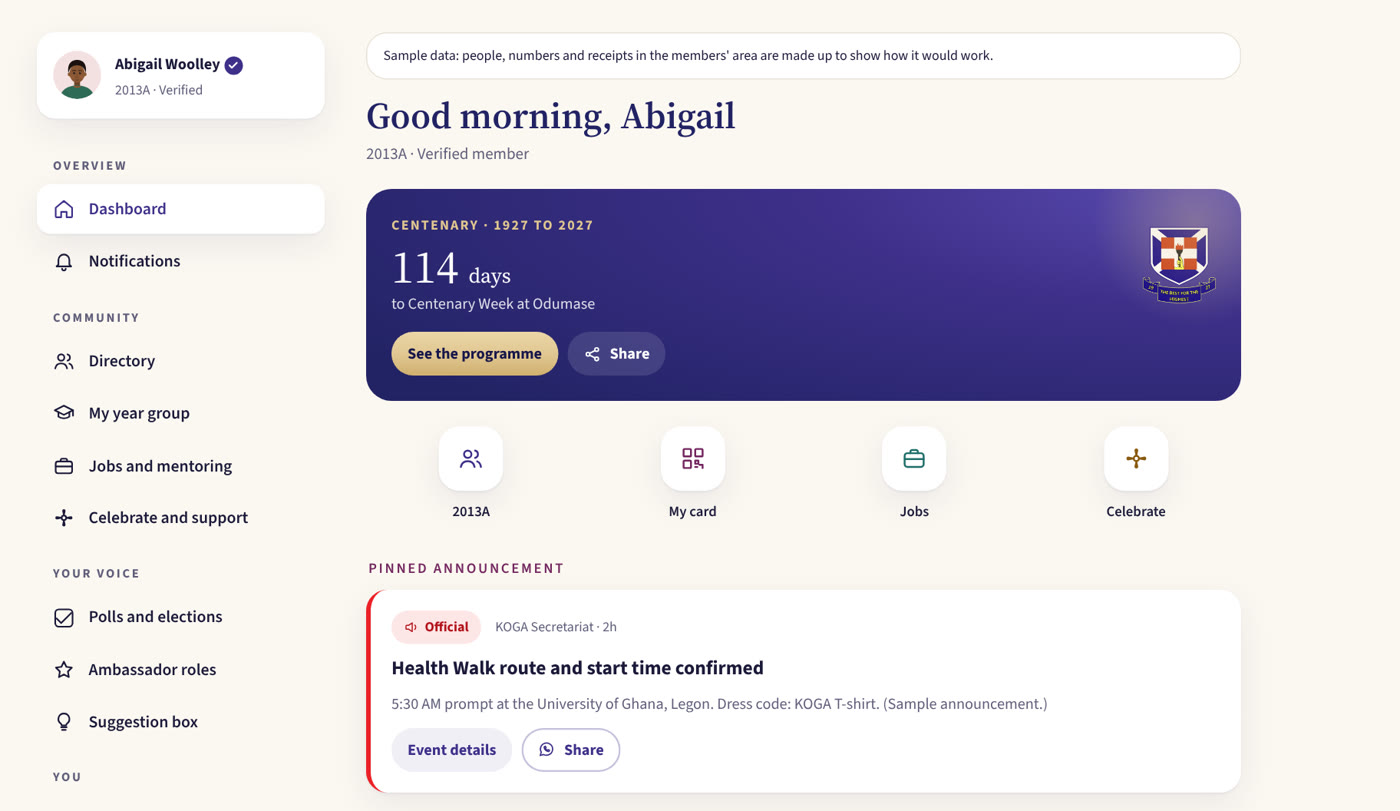 Abigail Woolley
2013A · Verified
OVERVIEW
Dashboard
Notifications
COMMUNITY
Directory
My year group
Jobs and mentoring
Celebrate and support
YOUR VOICE
Polls and elections
Ambassador roles
Suggestion box
YOU
Sample data: people, numbers and receipts in the members' area are made up to show how it would work.
Good morning, Abigail
2013A · Verified member
CENTENARY · 1927 TO 2027
114 days
to Centenary Week at Odumase
See the programme
Share
THE BEST FOR THE
HIGHEST
2013A
My card
Jobs
Celebrate
PINNED ANNOUNCEMENT
Official
KOGA Secretariat · 2h
Health Walk route and start time confirmed
5:30 AM prompt at the University of Ghana, Legon. Dress code: KOGA T-shirt. (Sample announcement.)
Event details
Share